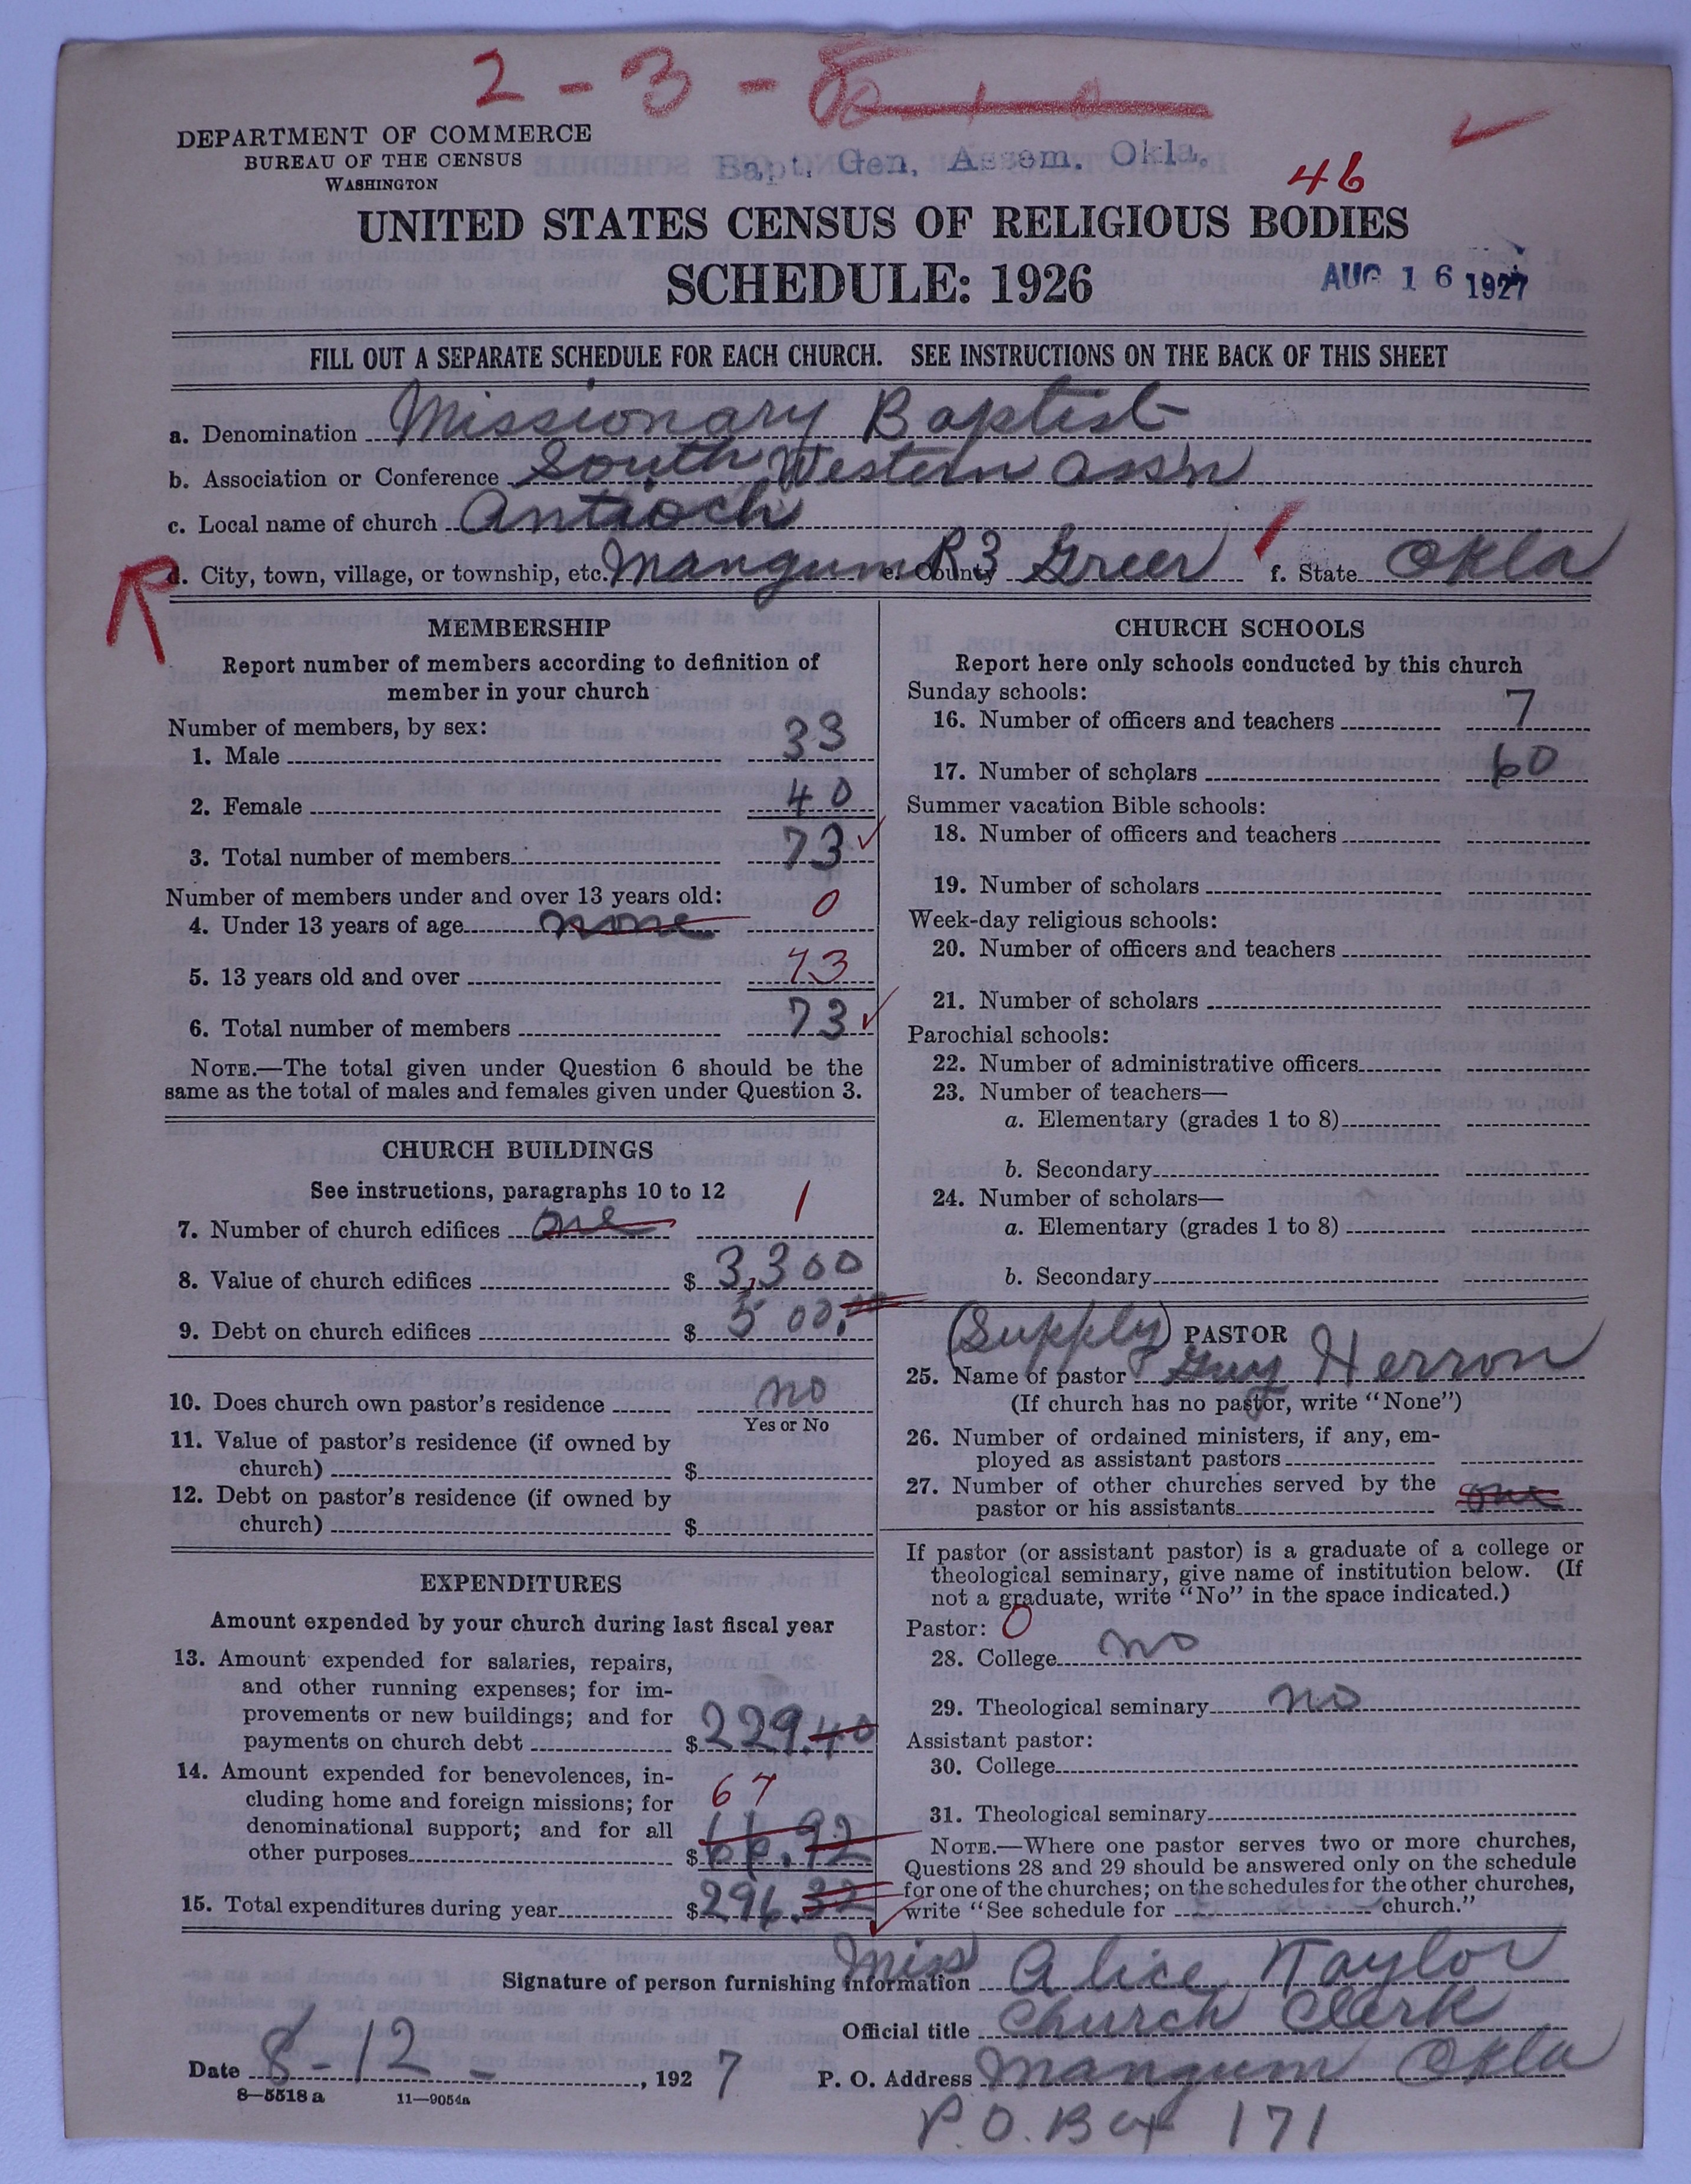 2 - 3 - 8
DEPARTMENT OF COMMERCE
BUREAU OF THE CENSUS
WASHINGTON
Bapt. Gen. Assem. Okla.
46
UNITED STATES CENSUS OF RELIGIOUS BODIES
SCHEDULE: 1926
AUG 16 1927
FILL OUT A SEPARATE SCHEDULE FOR EACH CHURCH. SEE INSTRUCTIONS ON THE BACK OF THIS SHEET
a. Denomination Missionary Baptist
b. Association or Conference South Western Ass'n
c. Local name of church Antioch
d. City, town, village, or township, etc. Mangum R3 e. County Greer f. State Okla
MEMBERSHIP
Report number of members according to definition of
member in your church
Number of members, by sex:
1. Male 33
2. Female 40
3. Total number of members 73
Number of members under and over 13 years old:
4. Under 13 years of age none 0
5. 13 years old and over 73
6. Total number of members 73
NOTE.—The total given under Question 6 should be the
same as the total of males and females given under Question 3.
CHURCH BUILDINGS
See instructions, paragraphs 10 to 12
7. Number of church edifices one 1
8. Value of church edifices $ 3,300
9. Debt on church edifices $ 500.00
10. Does church own pastor's residence no
Yes or No
11. Value of pastor's residence (if owned by
church) $
12. Debt on pastor's residence (if owned by
church) $
EXPENDITURES
Amount expended by your church during last fiscal year
13. Amount expended for salaries, repairs,
and other running expenses; for im-
provements or new buildings; and for
payments on church debt $ 229.40
14. Amount expended for benevolences, in-
cluding home and foreign missions; for 67
denominational support; and for all
other purposes $ 66.92
15. Total expenditures during year $ 296.32
CHURCH SCHOOLS
Report here only schools conducted by this church
Sunday schools:
16. Number of officers and teachers 7
17. Number of scholars 60
Summer vacation Bible schools:
18. Number of officers and teachers
19. Number of scholars
Week-day religious schools:
20. Number of officers and teachers
21. Number of scholars
Parochial schools:
22. Number of administrative officers
23. Number of teachers—
a. Elementary (grades 1 to 8)
b. Secondary
24. Number of scholars—
a. Elementary (grades 1 to 8)
b. Secondary
(Supply) PASTOR
25. Name of pastor Guy Herron
(If church has no pastor, write "None")
26. Number of ordained ministers, if any, em-
ployed as assistant pastors
27. Number of other churches served by the
pastor or his assistants one
If pastor (or assistant pastor) is a graduate of a college or
theological seminary, give name of institution below. (If
not a graduate, write "No" in the space indicated.)
Pastor: 0
28. College no
29. Theological seminary no
Assistant pastor:
30. College
31. Theological seminary
NOTE.—Where one pastor serves two or more churches,
Questions 28 and 29 should be answered only on the schedule
for one of the churches; on the schedules for the other churches,
write "See schedule for church."
Signature of person furnishing information Miss Alice Taylor
Official title Church Clerk
Date 8-12-, 1927 P. O. Address Mangum Okla
8—5518 a 11—9054a
P.O. Box 171